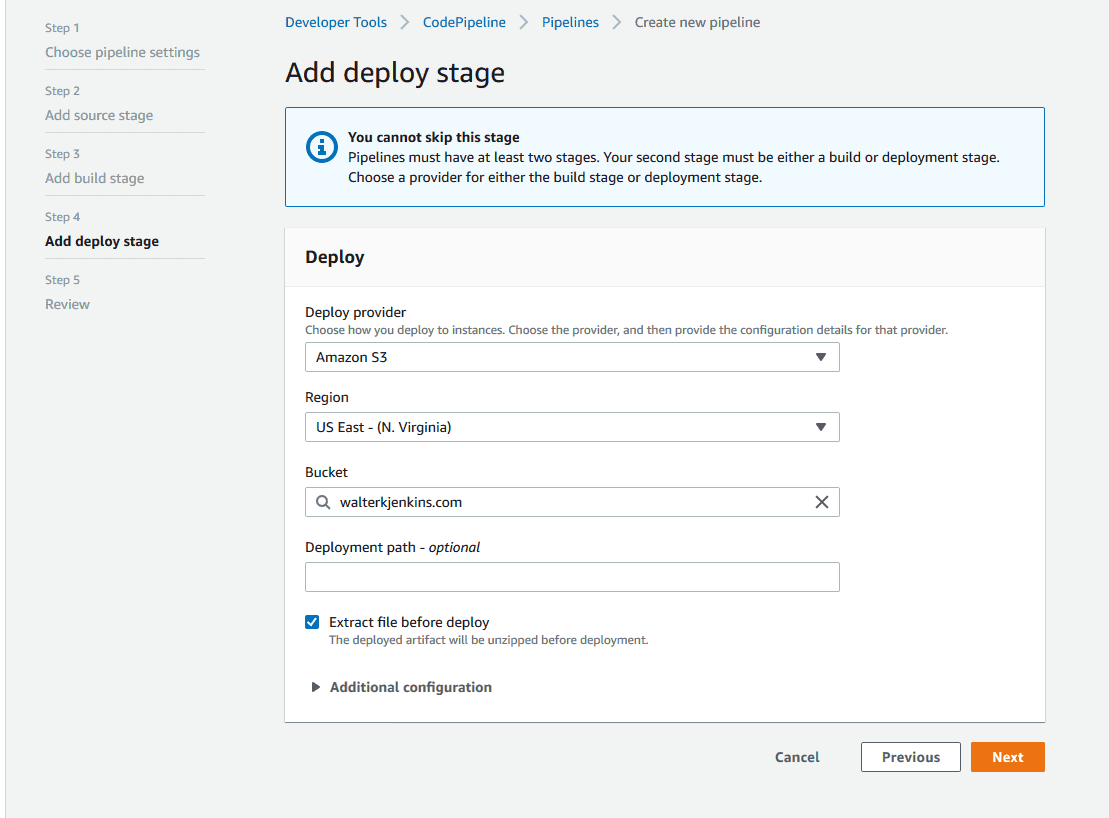 Step 1
Choose pipeline settings
Step 2
Add source stage
Step 3
Add build stage
Step 4
Add deploy stage
Step 5
Review
Developer Tools > CodePipeline > Pipelines > Create new pipeline
Add deploy stage
You cannot skip this stage
Pipelines must have at least two stages. Your second stage must be either a build or deployment stage.
Choose a provider for either the build stage or deployment stage.
Deploy
Deploy provider
Choose how you deploy to instances. Choose the provider, and then provide the configuration details for that provider.
Amazon S3
Region
US East - (N. Virginia)
Bucket
walterkjenkins.com
Deployment path - optional
Extract file before deploy
The deployed artifact will be unzipped before deployment.
Additional configuration
Cancel Previous Next